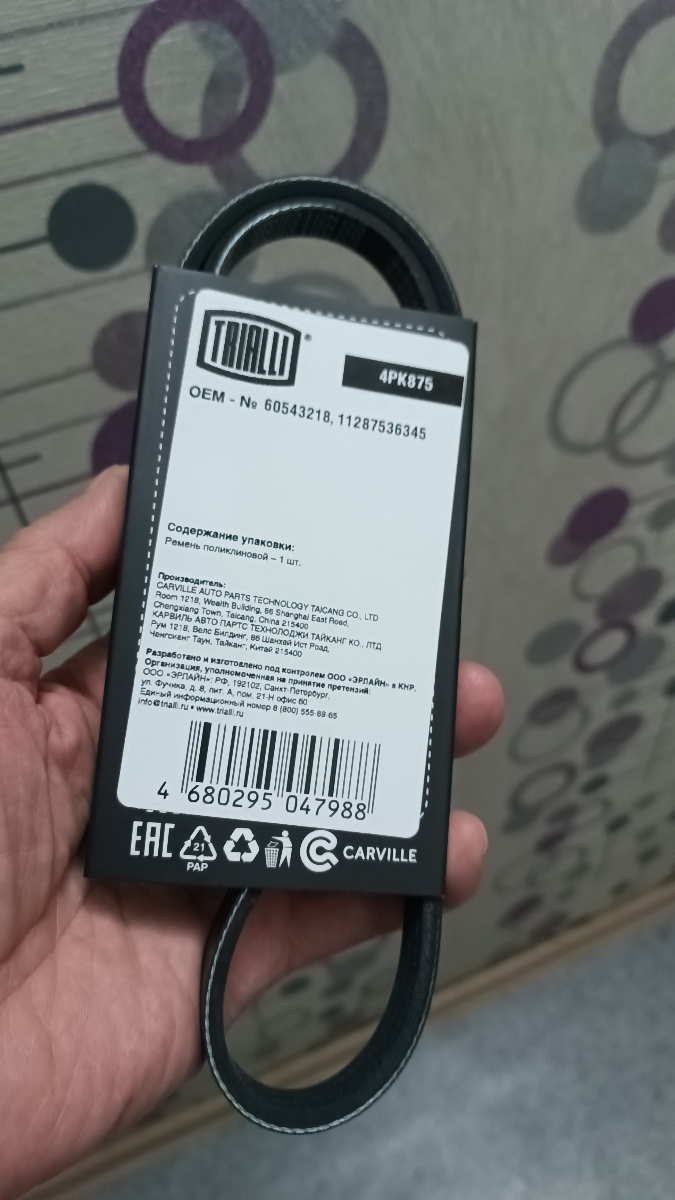 TRIALLI®
4PK875
OEM - № 60543218, 11287536345
Содержание упаковки:
Ремень поликлиновой – 1 шт.
Производитель:
CARVILLE AUTO PARTS TECHNOLOGY TAICANG CO., LTD
Room 1218, Wealth Building, 86 Shanghai East Road,
Chengxiang Town, Taicang, China 215400
КАРВИЛЬ АВТО ПАРТС ТЕХНОЛОДЖИ ТАЙКАНГ КО., ЛТД
Рум 1218, Велс Билдинг, 86 Шанхай Ист Роад,
Ченгсианг Таун, Тайканг, Китай 215400
Разработано и изготовлено под контролем ООО «ЭРЛАЙН» в КНР.
Организация, уполномоченная на принятие претензий:
ООО «ЭРЛАЙН»; РФ, 192102, Санкт-Петербург,
ул. Фучика, д. 8, лит. А, пом. 21-Н офис 60
Единый информационный номер 8 (800) 555-89-65
info@trialli.ru • www.trialli.ru
4 680295 047988
EAC 21 CARVILLE
PAP